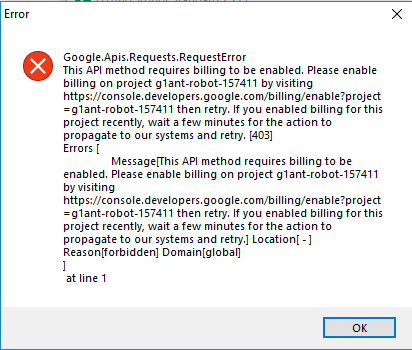 Error
Google.Apis.Requests.RequestError
This API method requires billing to be enabled. Please enable
billing on project g1ant-robot-157411 by visiting
https://console.developers.google.com/billing/enable?project
=g1ant-robot-157411 then retry. If you enabled billing for this
project recently, wait a few minutes for the action to
propagate to our systems and retry. [403]
Errors [
Message[This API method requires billing to be
enabled. Please enable billing on project g1ant-robot-157411
by visiting
https://console.developers.google.com/billing/enable?project
=g1ant-robot-157411 then retry. If you enabled billing for this
project recently, wait a few minutes for the action to
propagate to our systems and retry.] Location[ - ]
Reason[forbidden] Domain[global]
]
at line 1
OK